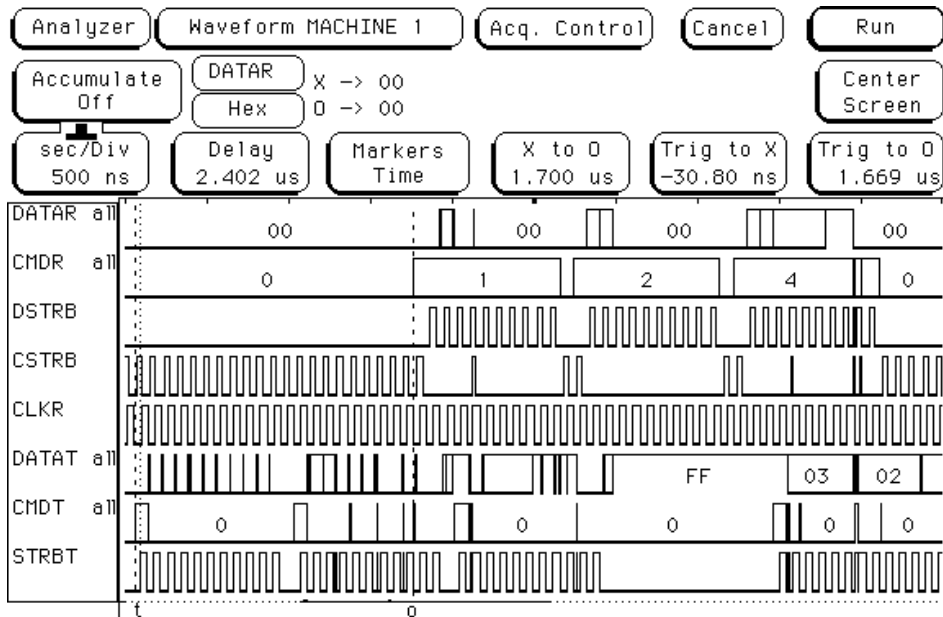 Analyzer Waveform MACHINE 1 Acq. Control Cancel Run
Accumulate Off DATAR X -> 00 Center Screen
Hex O -> 00
sec/Div Delay Markers X to O Trig to X Trig to O
500 ns 2.402 us Time 1.700 us -30.80 ns 1.669 us
DATAR all 00 00 00 00
CMDR all 0 1 2 4 0
DSTRB
CSTRB
CLKR
DATAT all FF 03 02
CMDT all 0 0 0 0 0
STRBT
t o